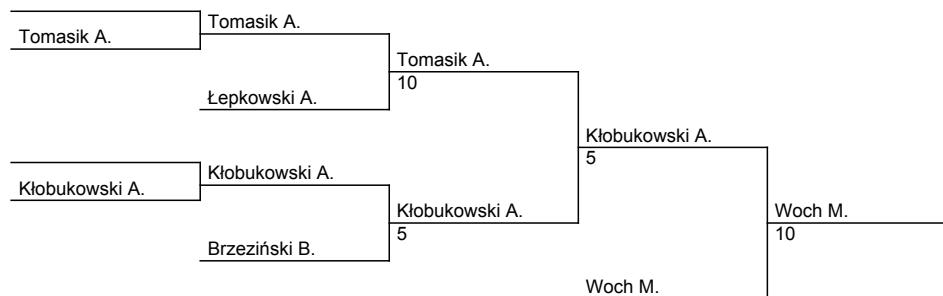 Tomasik A.
Tomasik A.
Tomasik A.
10
Łepkowski A.
Kłobukowski A.
5
Kłobukowski A.
Kłobukowski A.
Kłobukowski A.
5
Woch M.
10
Brzeziński B.
Woch M.